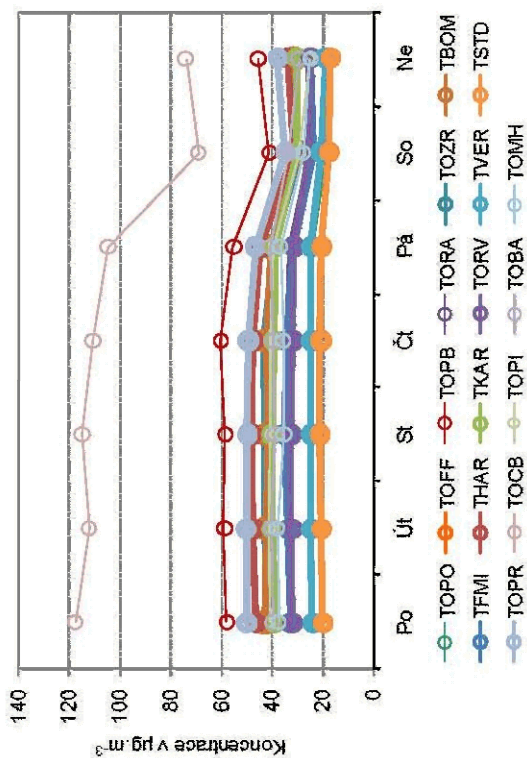 Koncentrace v µg.m⁻³
140
120
100
80
60
40
20
0
Po Út St Čt Pá So Ne
TOPO TOFF TOPB TORA TOZR TBOM
TFMI THAR TKAR TORV TVER TSTD
TOPR TOCB TOPI TOBA TOMH